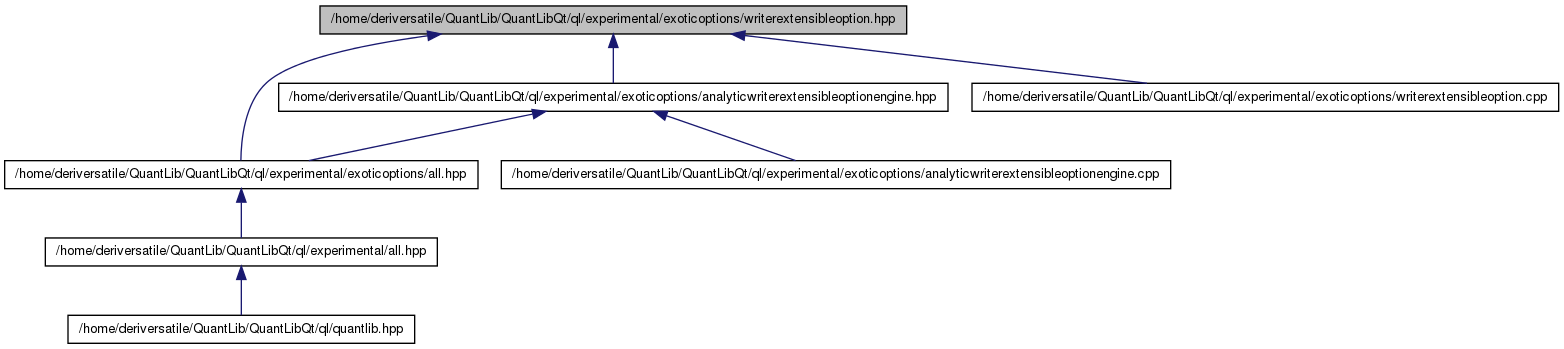 /home/deriversatile/QuantLib/QuantLibQt/ql/experimental/exoticoptions/writerextensibleoption.hpp
/home/deriversatile/QuantLib/QuantLibQt/ql/experimental/exoticoptions/analyticwriterextensibleoptionengine.hpp
/home/deriversatile/QuantLib/QuantLibQt/ql/experimental/exoticoptions/writerextensibleoption.cpp
/home/deriversatile/QuantLib/QuantLibQt/ql/experimental/exoticoptions/all.hpp
/home/deriversatile/QuantLib/QuantLibQt/ql/experimental/exoticoptions/analyticwriterextensibleoptionengine.cpp
/home/deriversatile/QuantLib/QuantLibQt/ql/experimental/all.hpp
/home/deriversatile/QuantLib/QuantLibQt/ql/quantlib.hpp